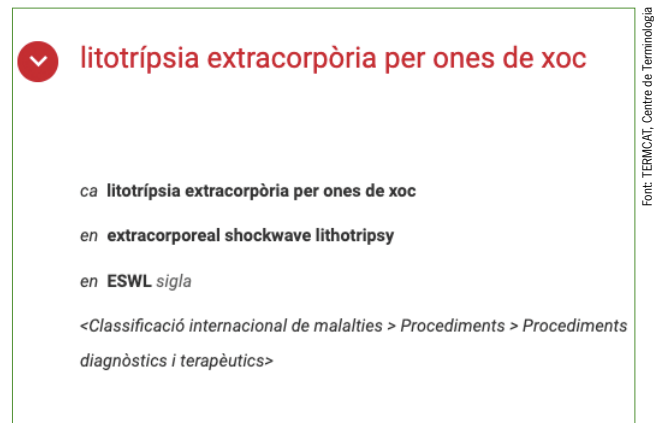 litotrípsia extracorpòria per ones de xoc
ca litotrípsia extracorpòria per ones de xoc
en extracorporeal shockwave lithotripsy
en ESWL sigla
<Classificació internacional de malalties > Procediments > Procediments
diagnòstics i terapèutics>
Font: TERMCAT, Centre de Terminologia